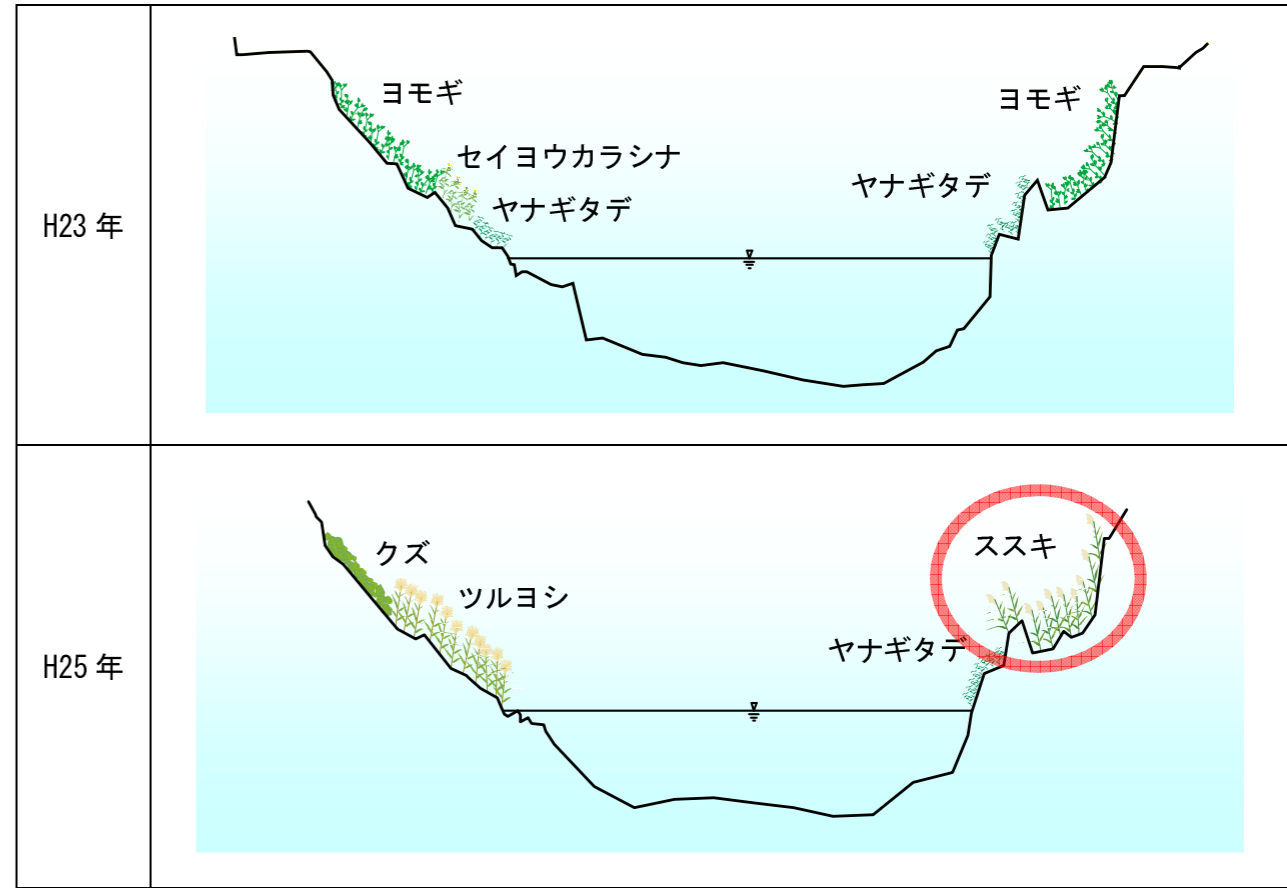 H23 年
ヨモギ
セイヨウカラシナ
ヤナギタデ
ヨモギ
ヤナギタデ
H25 年
クズ
ツルヨシ
ススキ
ヤナギタデ